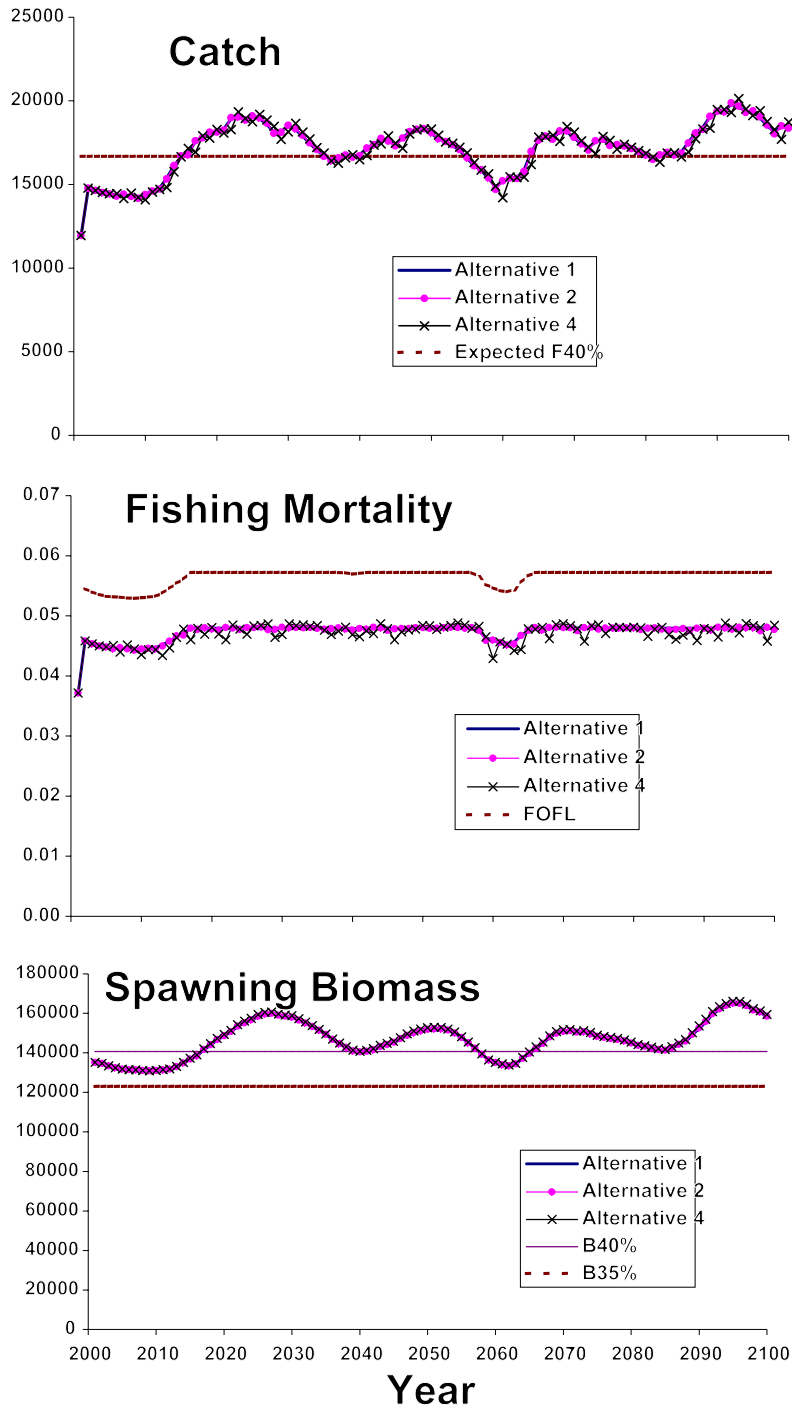 Catch
25000
20000
15000
10000
5000
0
Alternative 1
Alternative 2
Alternative 4
Expected F40%
Fishing Mortality
0.07
0.06
0.05
0.04
0.03
0.02
0.01
0.00
Alternative 1
Alternative 2
Alternative 4
FOFL
Spawning Biomass
180000
160000
140000
120000
100000
80000
60000
40000
20000
0
Alternative 1
Alternative 2
Alternative 4
B40%
B35%
2000 2010 2020 2030 2040 2050 2060 2070 2080 2090 2100
Year